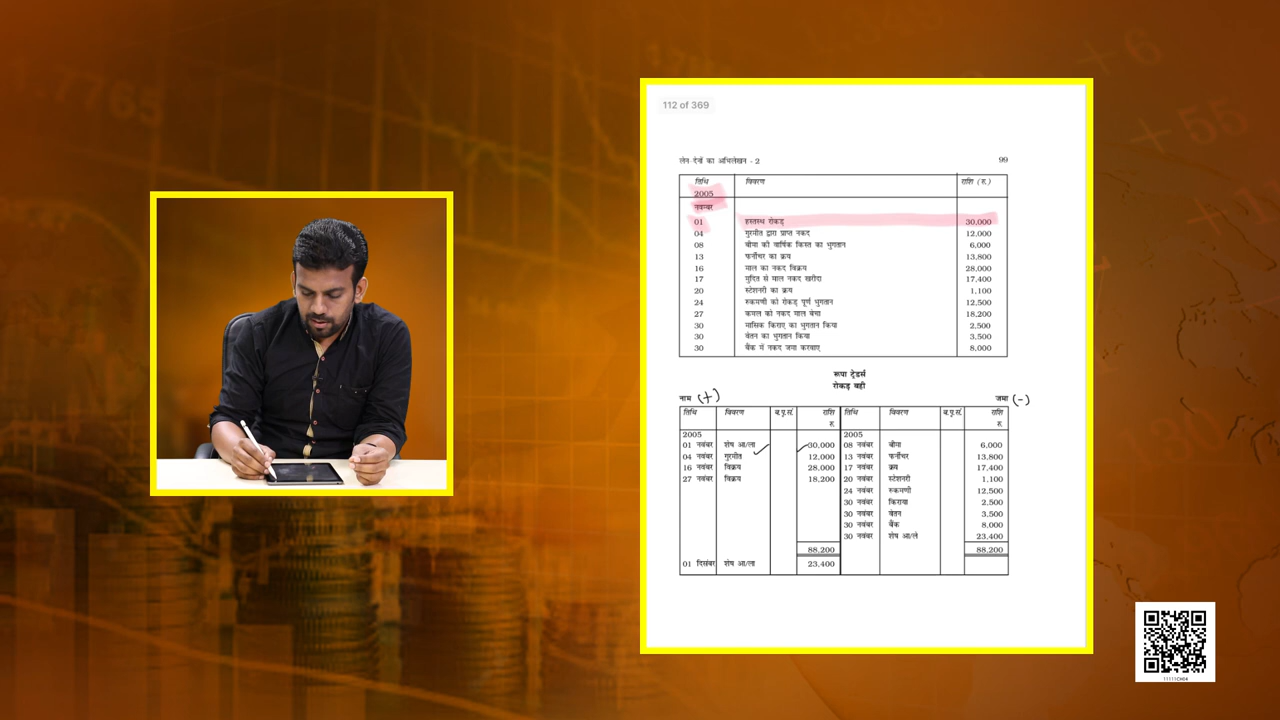 112 of 369
लेन-देनों का अभिलेखन - 2 99
तिथि विवरण राशि (रु.)
2005
नवम्बर
01 हस्तस्थ रोकड़ 30,000
04 गुरमीत द्वारा प्राप्त नकद 12,000
08 बीमा की वार्षिक किस्त का भुगतान 6,000
13 फर्नीचर का क्रय 13,800
16 माल का नकद विक्रय 28,000
17 मुदित से माल नकद खरीदा 17,400
20 स्टेशनरी का क्रय 1,100
24 रुकमणी को रोकड़ पूर्ण भुगतान 12,500
27 कमल को नकद माल बेचा 18,200
30 मासिक किराए का भुगतान किया 2,500
30 वेतन का भुगतान किया 3,500
30 बैंक में नकद जमा करवाए 8,000
रूपा ट्रेडर्स
रोकड़ बही
नाम (+) जमा (-)
तिथि विवरण ब.पृ.सं. राशि तिथि विवरण ब.पृ.सं. राशि
रु. रु.
2005 2005
01 नवंबर शेष आ/ला 30,000 08 नवंबर बीमा 6,000
04 नवंबर गुरमीत 12,000 13 नवंबर फर्नीचर 13,800
16 नवंबर विक्रय 28,000 17 नवंबर क्रय 17,400
27 नवंबर विक्रय 18,200 20 नवंबर स्टेशनरी 1,100
24 नवंबर रुकमणी 12,500
30 नवंबर किराया 2,500
30 नवंबर वेतन 3,500
30 नवंबर बैंक 8,000
30 नवंबर शेष आ/ले 23,400
88,200 88,200
01 दिसंबर शेष आ/ला 23,400
11115CH04